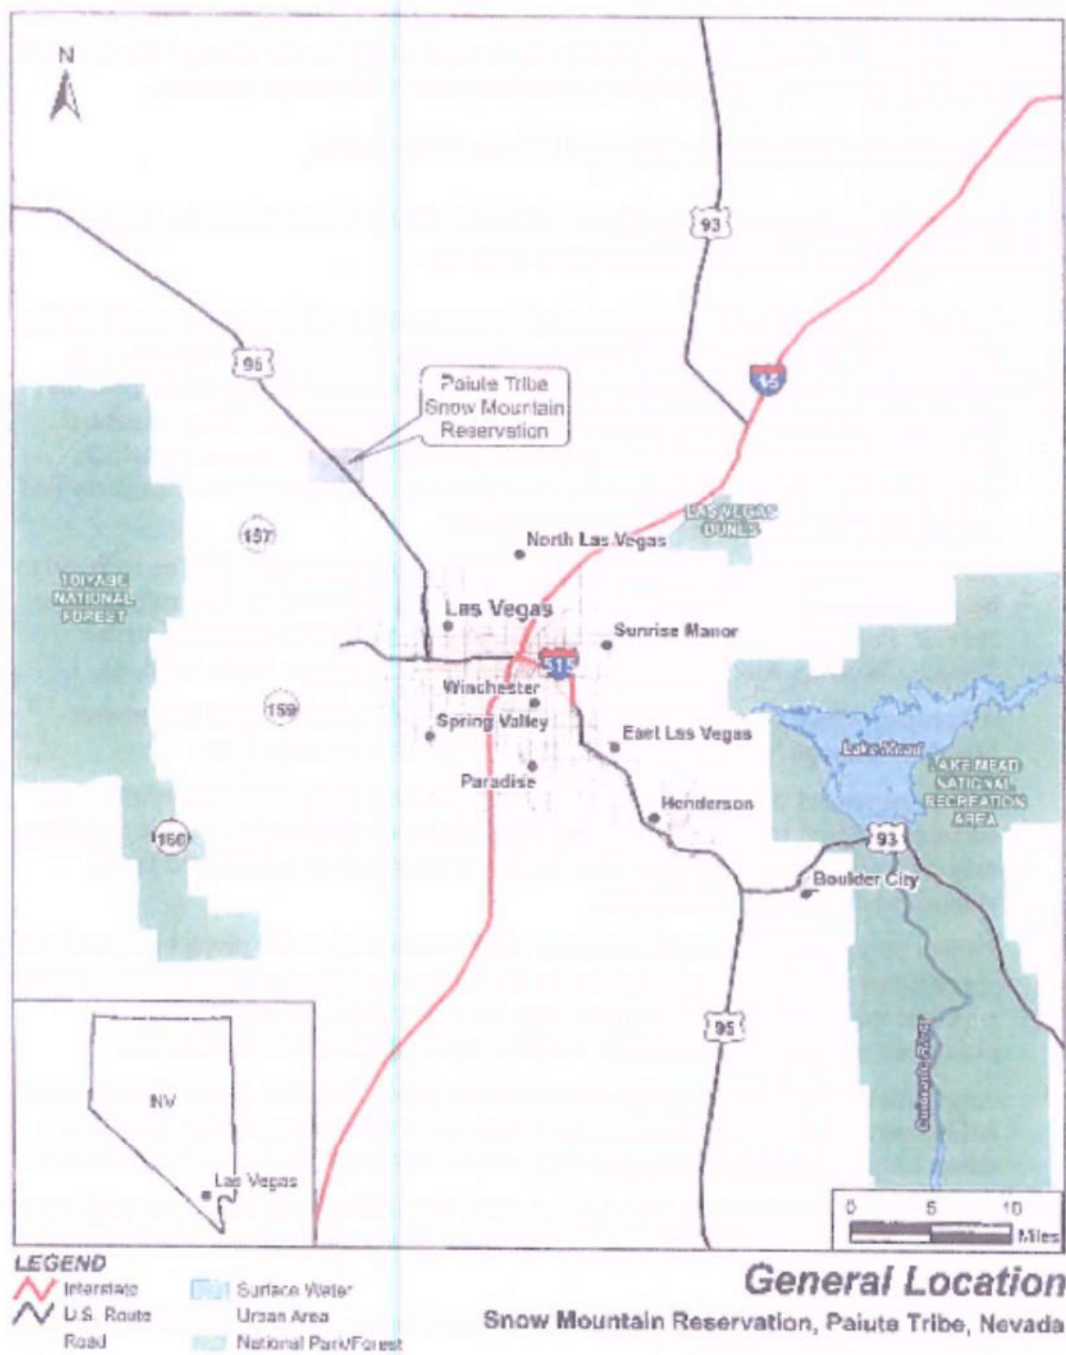 N
93
95
Paiute Tribe
Snow Mountain
Reservation
15
LAS VEGAS
DUNES
157
North Las Vegas
TOIYABE
NATIONAL
FOREST
Las Vegas
Sunrise Manor
515
Winchester
159
Spring Valley
East Las Vegas
Lake Mead
Paradise
LAKE MEAD
NATIONAL
RECREATION
AREA
Henderson
160
93
Boulder City
95
Colorado River
NV
Las Vegas
0 5 10
Miles
LEGEND
Interstate
U.S. Route
Road
Surface Water
Urban Area
National Park/Forest
General Location
Snow Mountain Reservation, Paiute Tribe, Nevada